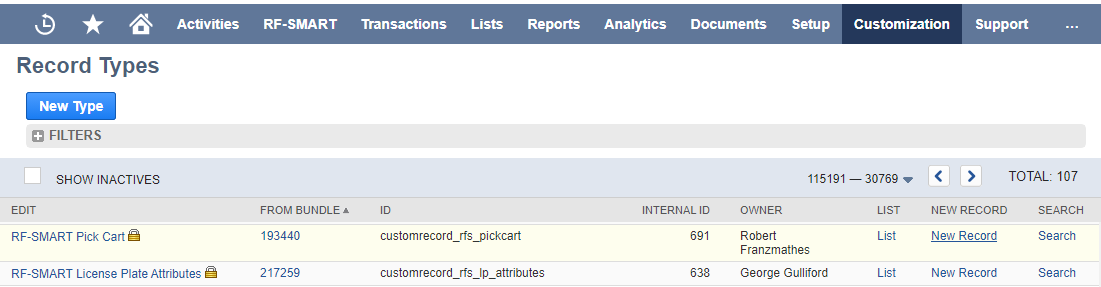 Activities RF-SMART Transactions Lists Reports Analytics Documents Setup Customization Support ...
Record Types
New Type
FILTERS
SHOW INACTIVES 115191 — 30769 TOTAL: 107
EDIT FROM BUNDLE ID INTERNAL ID OWNER LIST NEW RECORD SEARCH
RF-SMART Pick Cart 193440 customrecord_rfs_pickcart 691 Robert Franzmathes List New Record Search
RF-SMART License Plate Attributes 217259 customrecord_rfs_lp_attributes 638 George Gulliford List New Record Search